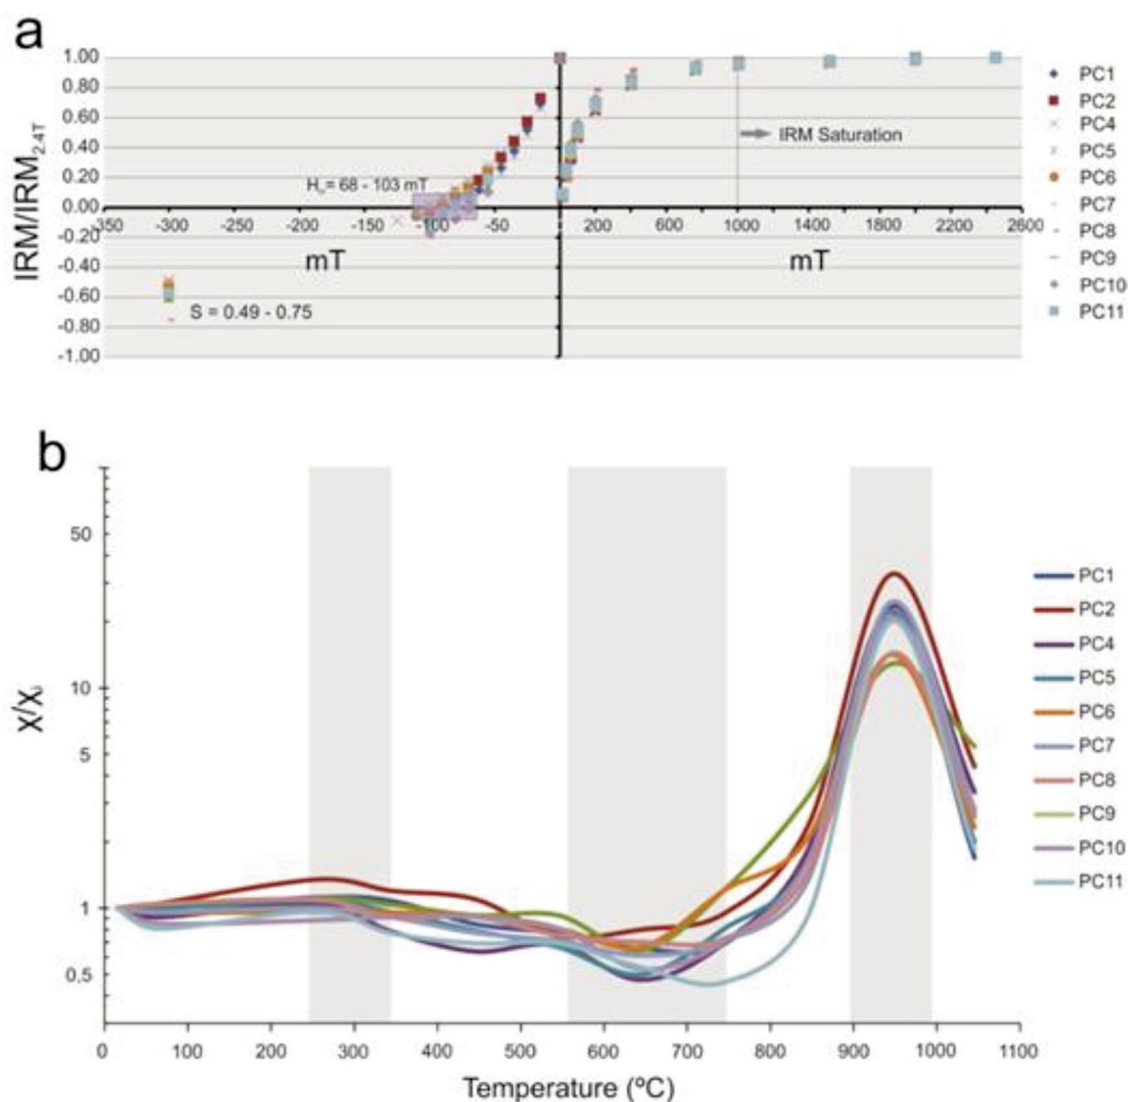 a
IRM/IRM2.4T
1.00
0.80
0.60
0.40
0.20
0.00
-0.20
-0.40
-0.60
-0.80
-1.00
-350 -300 -250 -200 -150 -100 -50 200 600 1000 1400 1800 2200 2600
mT mT
= 68 - 103 mT
S = 0.49 - 0.75
IRM Saturation
PC1
PC2
PC4
PC5
PC6
PC7
PC8
PC9
PC10
PC11
b
χ/χi
50
10
5
1
0.5
0 100 200 300 400 500 600 700 800 900 1000 1100
Temperature (ºC)
PC1
PC2
PC4
PC5
PC6
PC7
PC8
PC9
PC10
PC11